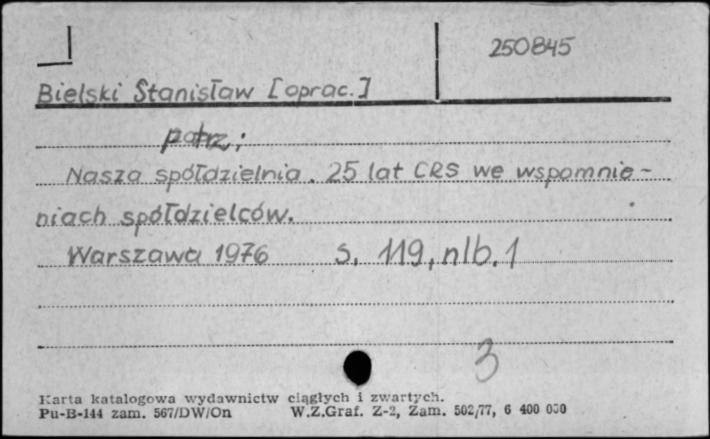 250845
Bielski Stanisław [oprac.]
patrz:
Nasza spółdzielnia. 25 lat CRS we wspomnie-
niach spółdzielców.
Warszawa 1976 s. 119, nlb. 1
3
Karta katalogowa wydawnictw ciągłych i zwartych.
Pu-B-144 zam. 567/DW/On W.Z.Graf. Z-2, Zam. 502/77, 6 400 000